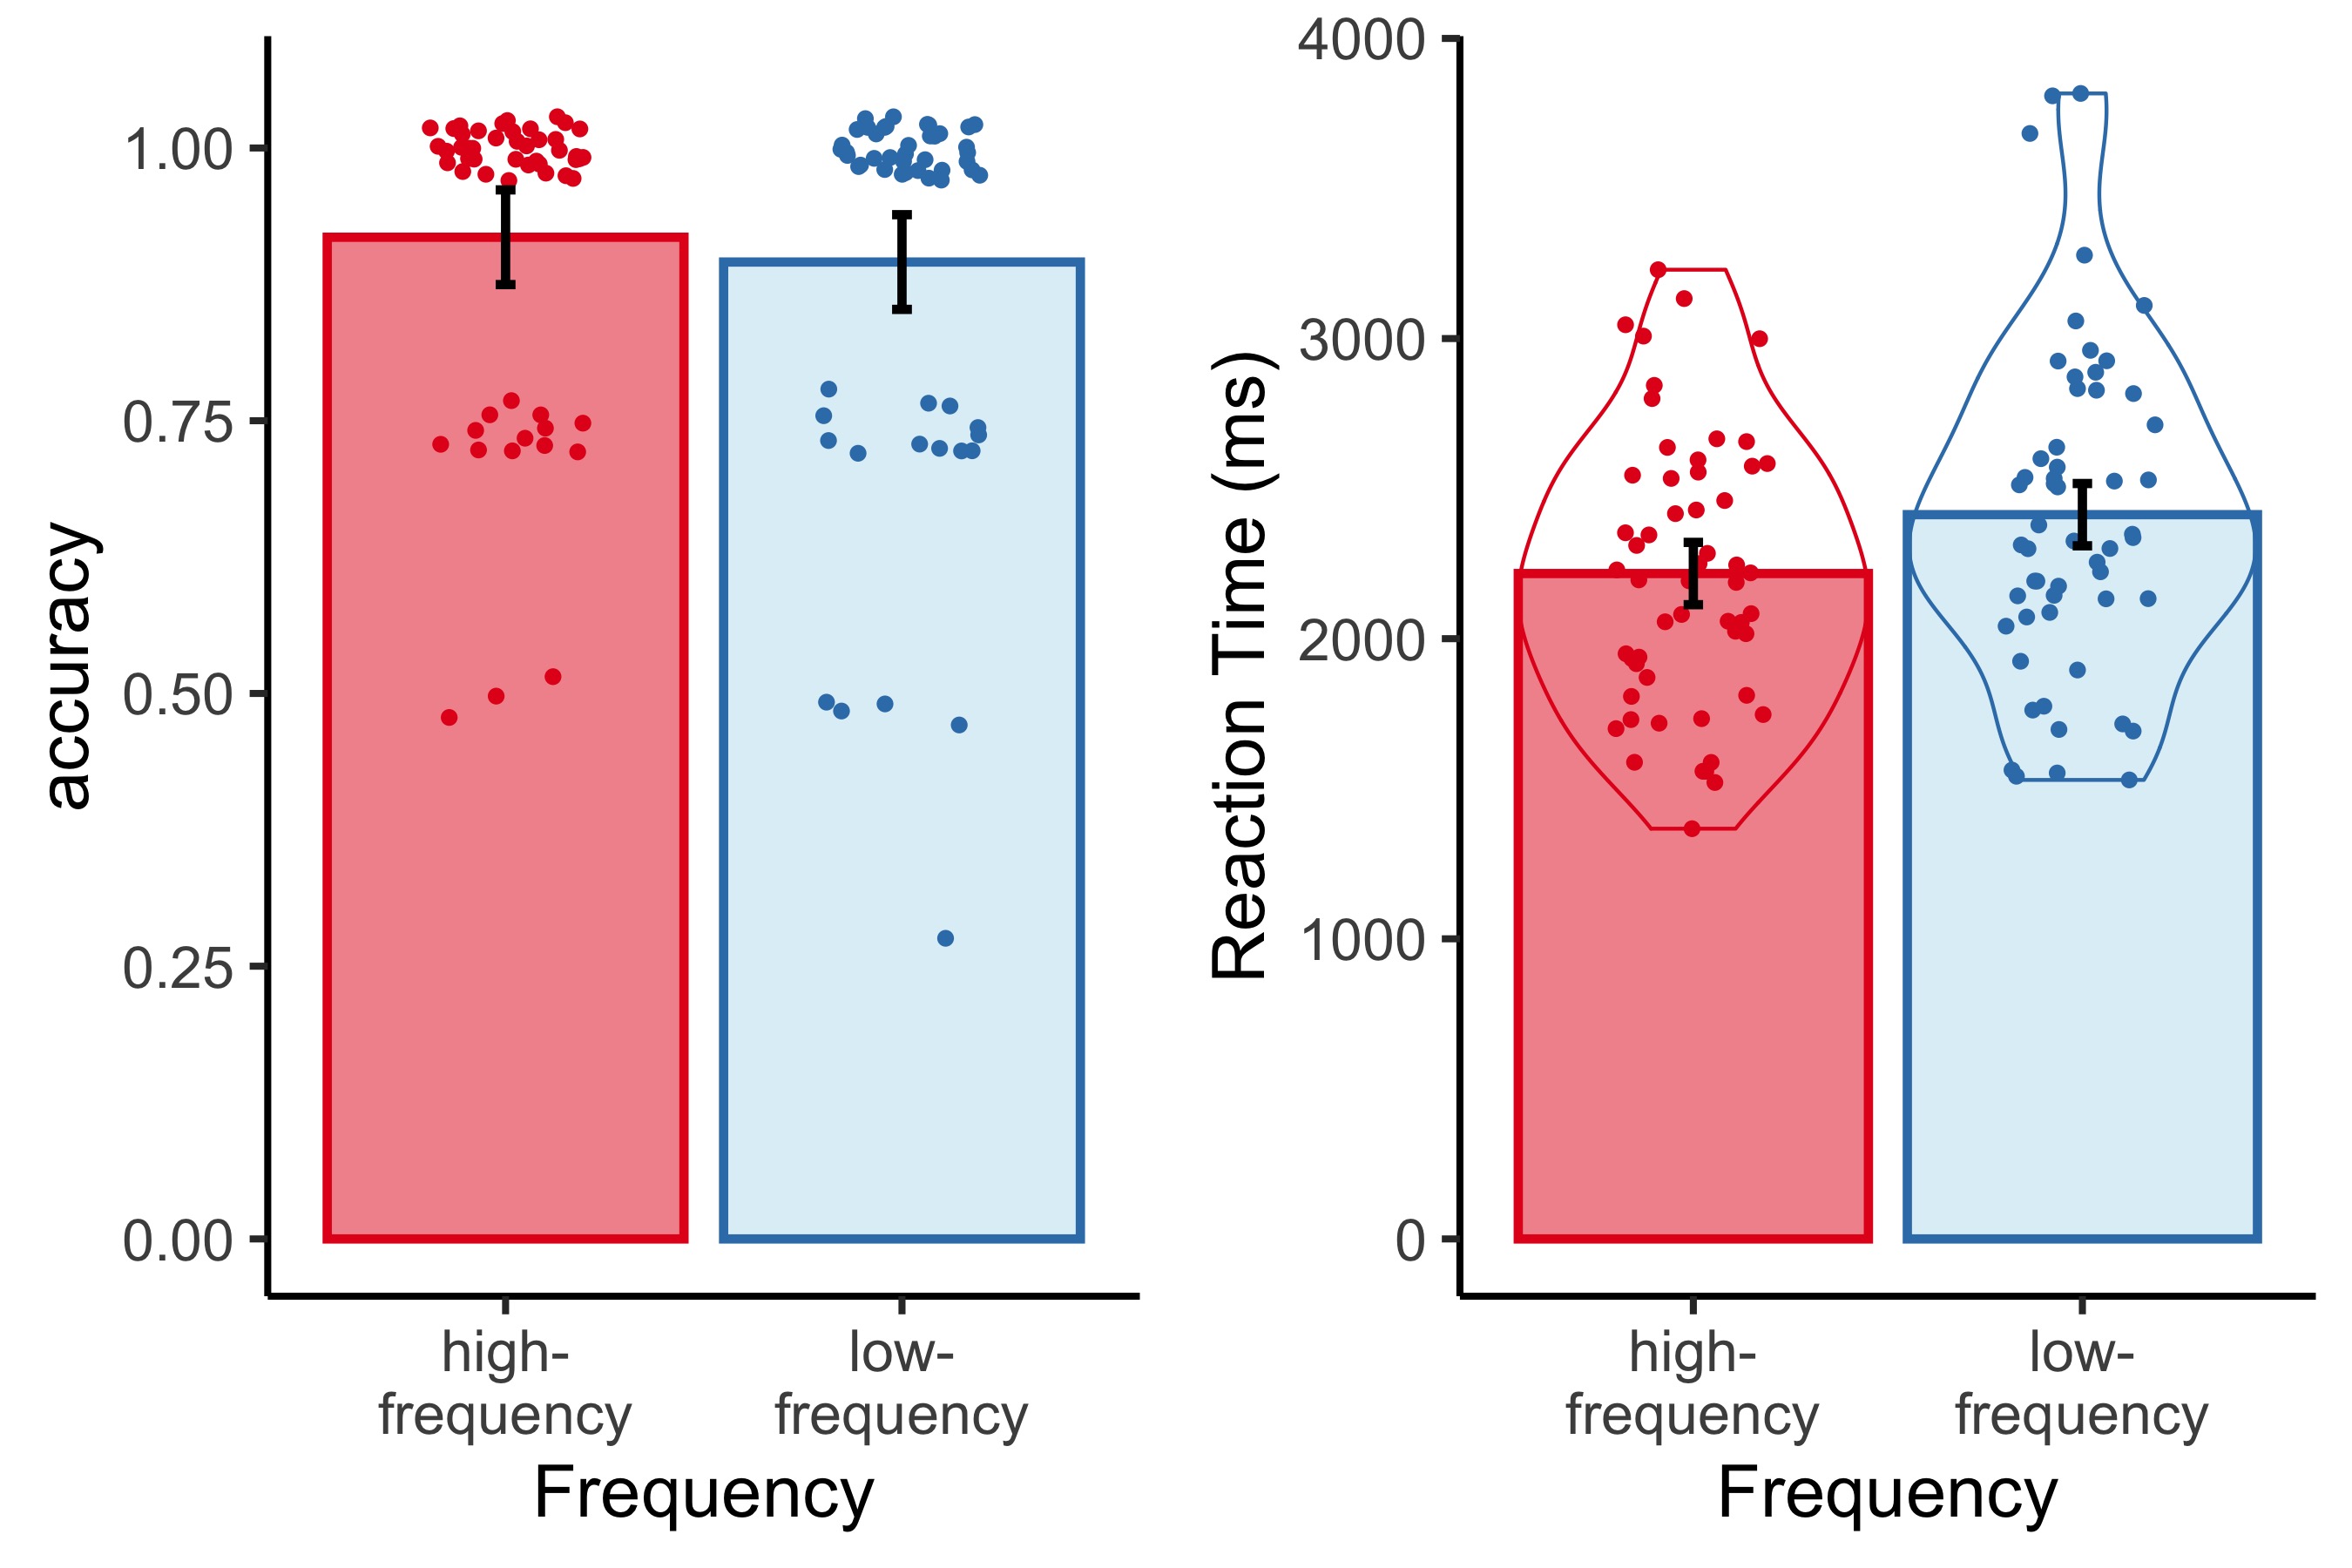 accuracy
1.00
0.75
0.50
0.25
0.00
high-
frequency
low-
frequency
Frequency
Reaction Time (ms)
4000
3000
2000
1000
0
high-
frequency
low-
frequency
Frequency